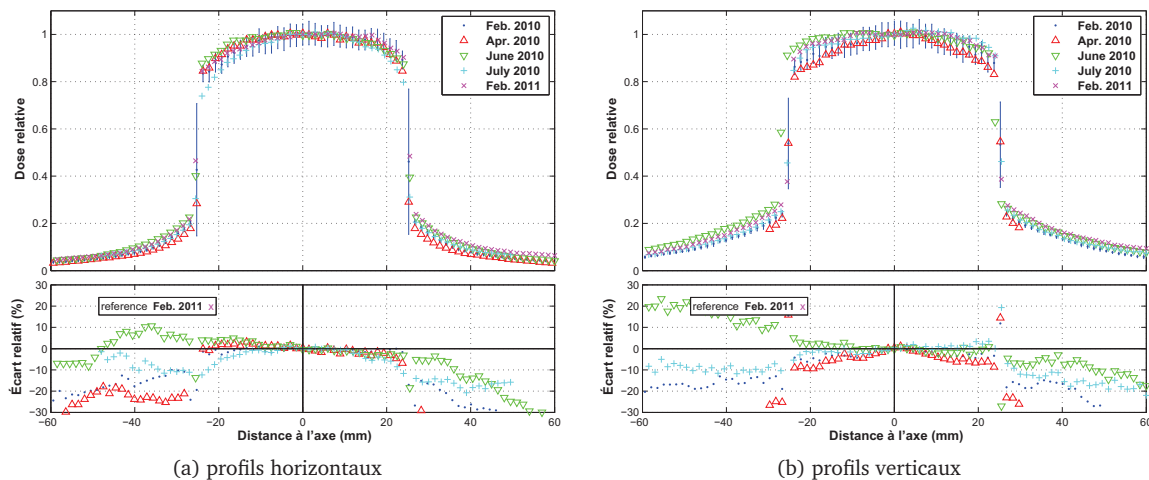 Dose relative
1
0.8
0.6
0.4
0.2
0
Feb. 2010
Apr. 2010
June 2010
July 2010
Feb. 2011
Écart relatif (%)
30
20
10
0
−10
−20
−30
reference Feb. 2011
−60 −40 −20 0 20 40 60
Distance à l'axe (mm)
(a) profils horizontaux
Dose relative
1
0.8
0.6
0.4
0.2
0
Feb. 2010
Apr. 2010
June 2010
July 2010
Feb. 2011
Écart relatif (%)
30
20
10
0
−10
−20
−30
reference Feb. 2011
−60 −40 −20 0 20 40 60
Distance à l'axe (mm)
(b) profils verticaux